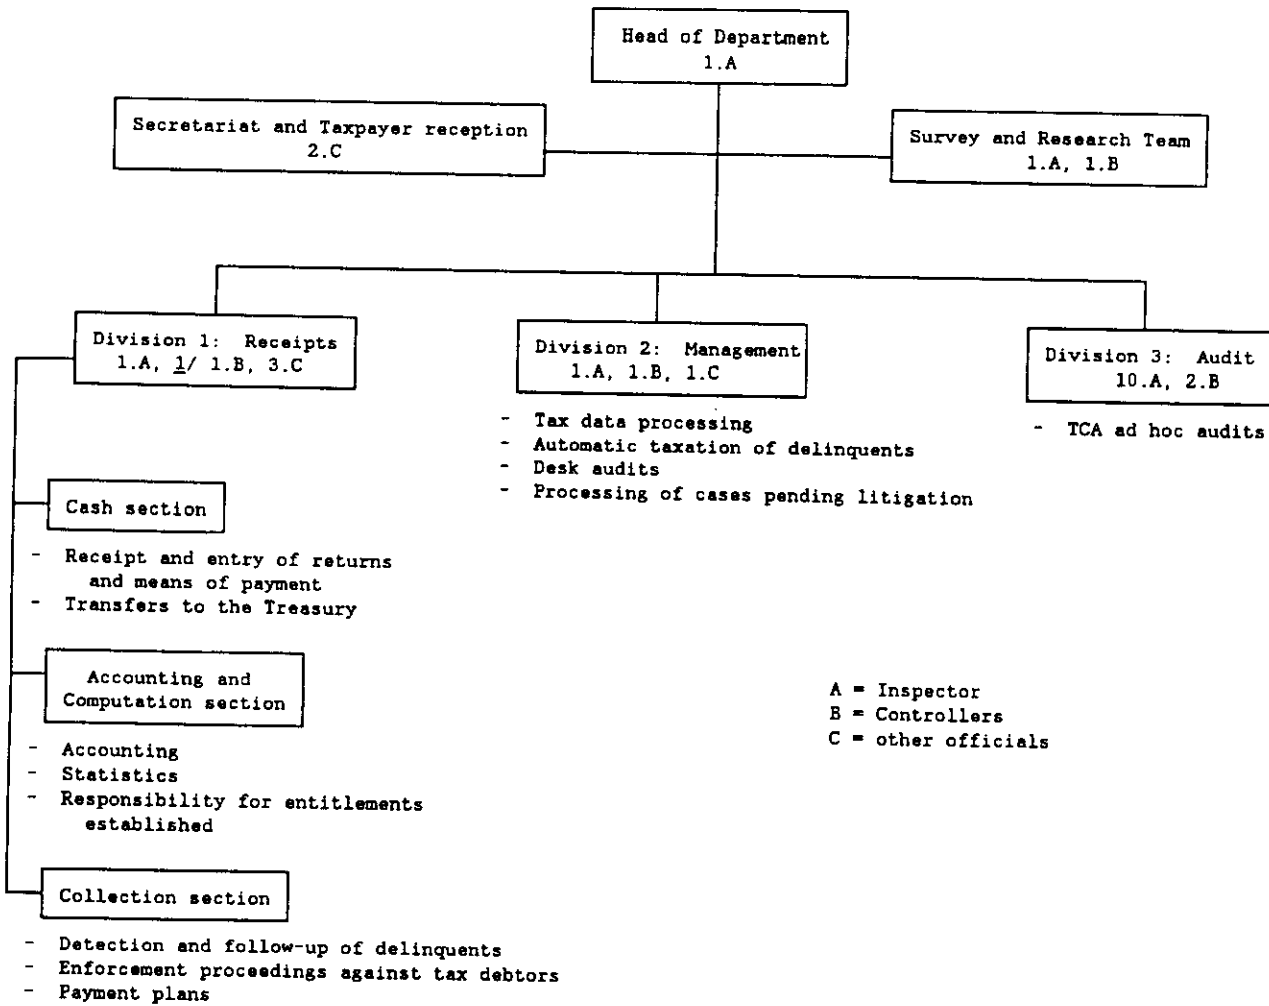 Head of Department
1.A
Secretariat and Taxpayer reception
2.C
Survey and Research Team
1.A, 1.B
Division 1: Receipts
1.A, 1/ 1.B, 3.C
Division 2: Management
1.A, 1.B, 1.C
Division 3: Audit
10.A, 2.B
- Tax data processing
- Automatic taxation of delinquents
- Desk audits
- Processing of cases pending litigation
- TCA ad hoc audits
Cash section
- Receipt and entry of returns
and means of payment
- Transfers to the Treasury
Accounting and
Computation section
- Accounting
- Statistics
- Responsibility for entitlements
established
A = Inspector
B = Controllers
C = other officials
Collection section
- Detection and follow-up of delinquents
- Enforcement proceedings against tax debtors
- Payment plans